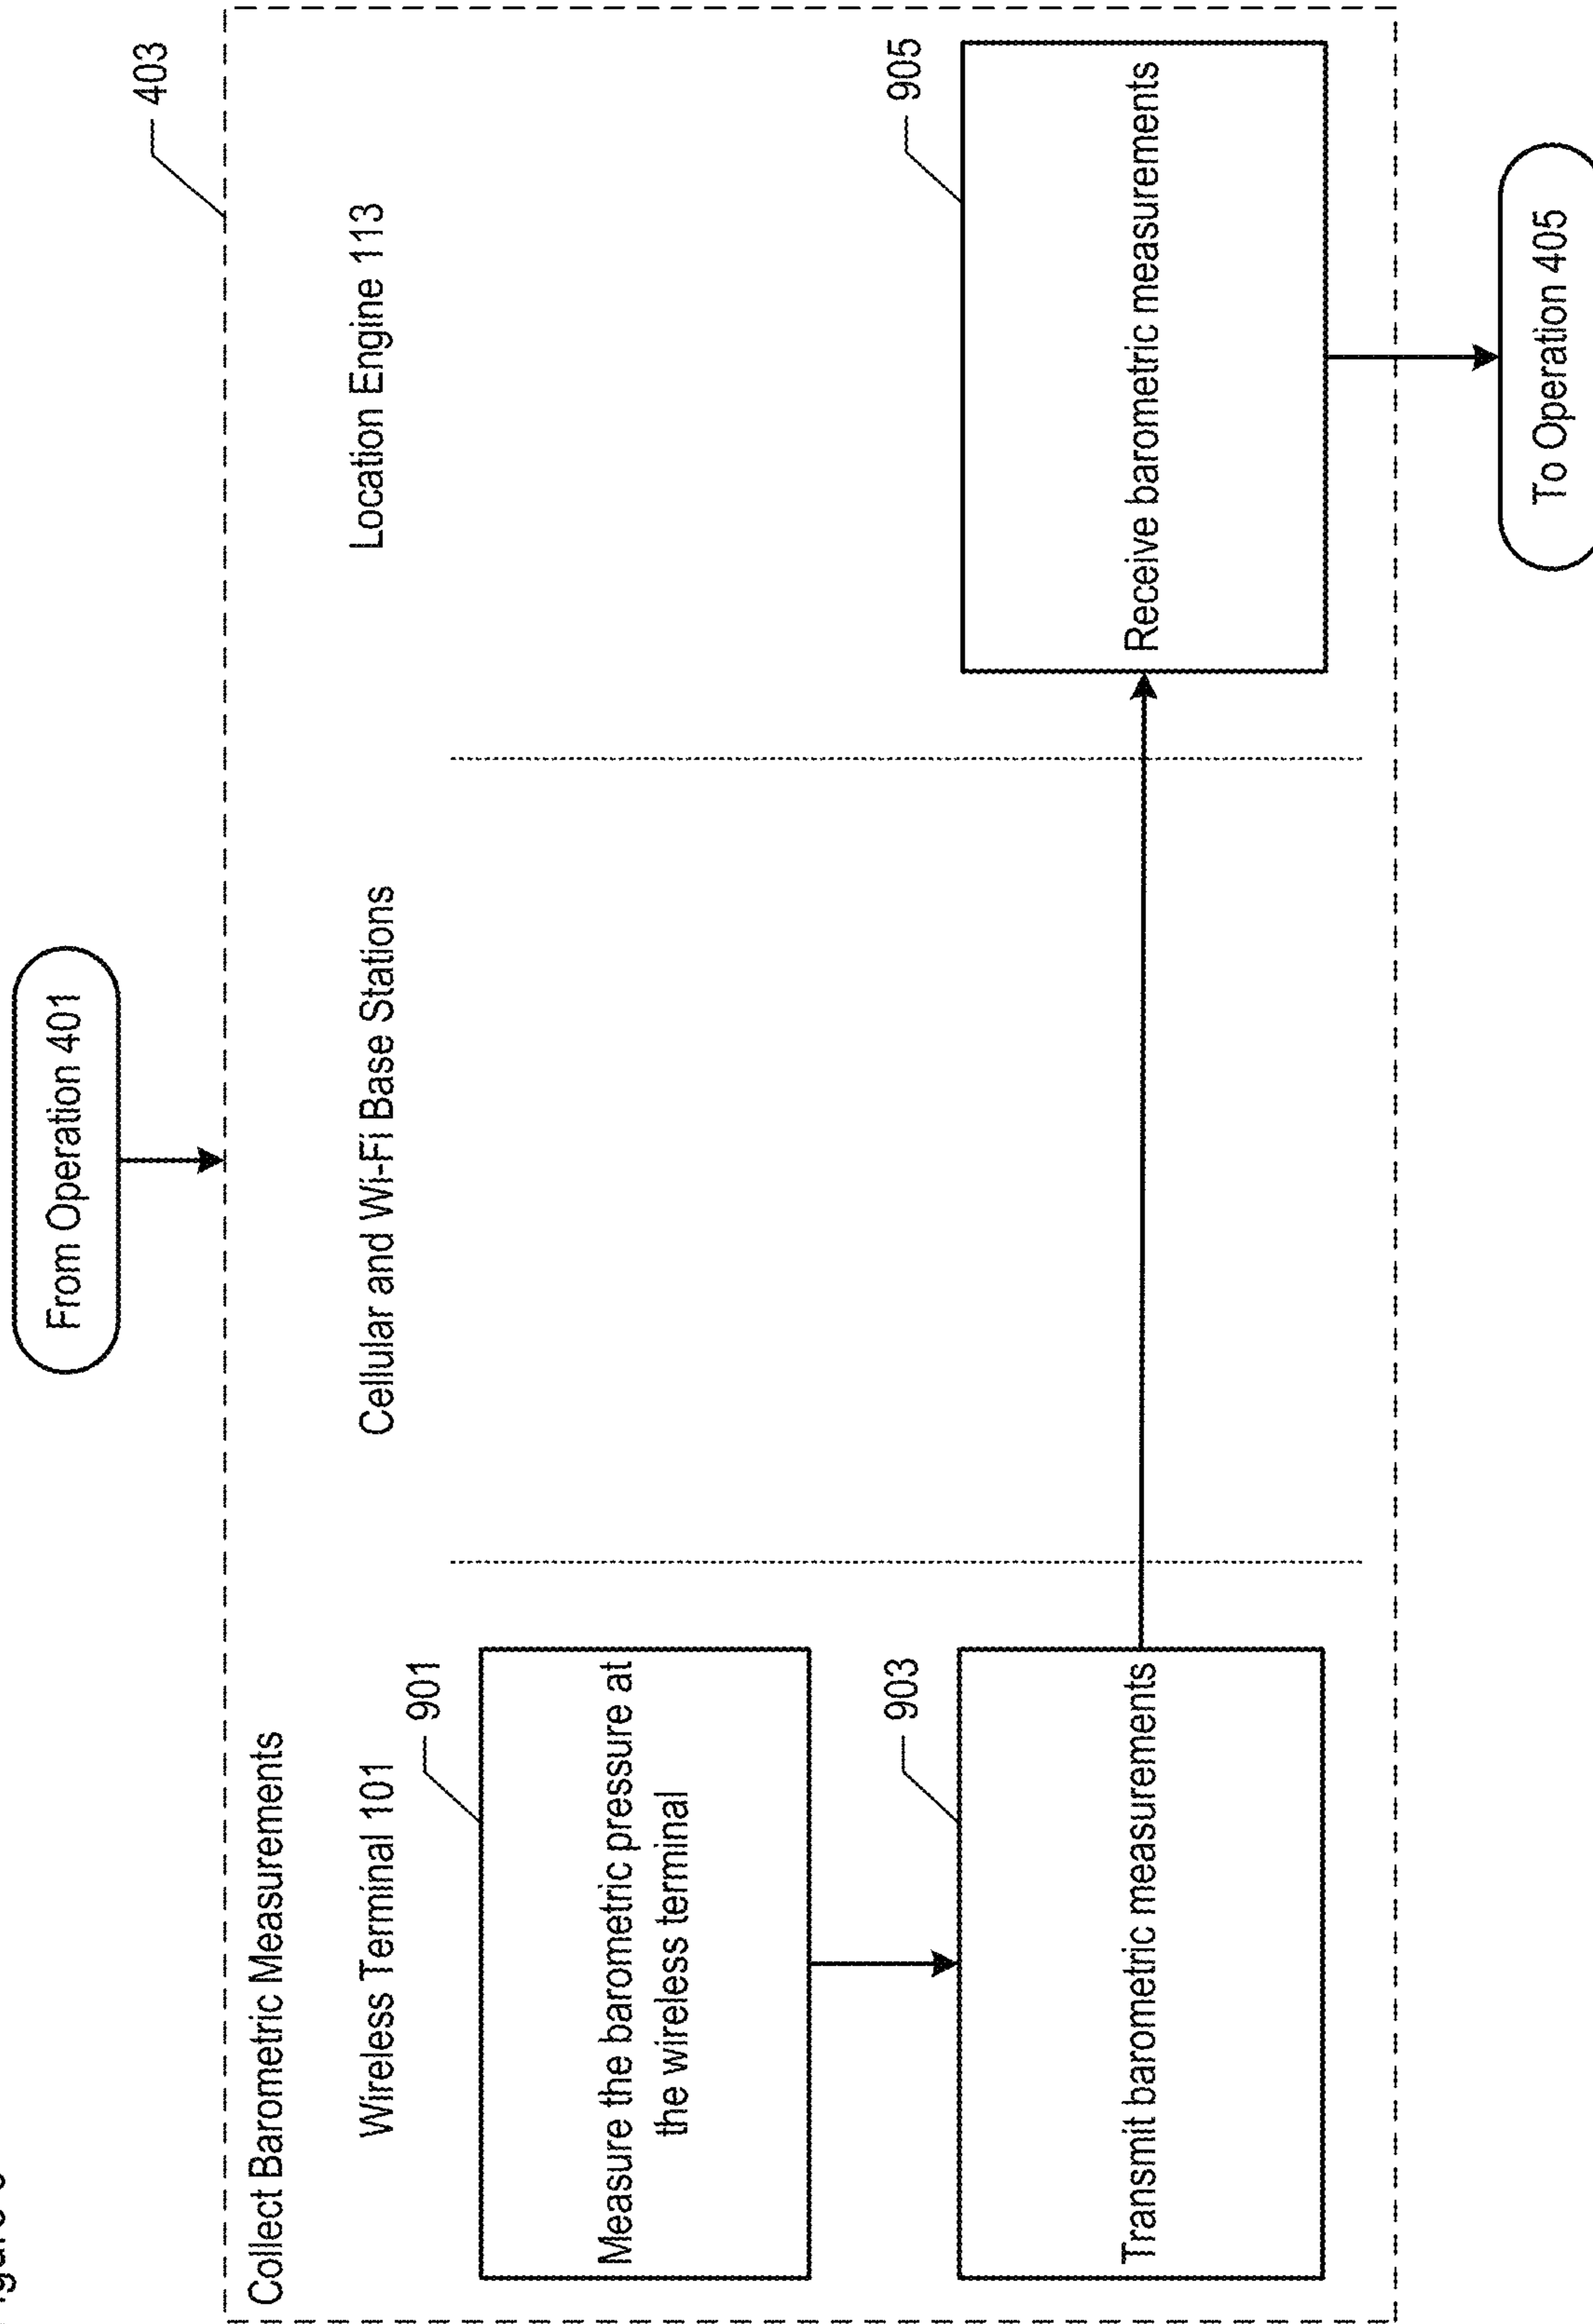 From Operation 401
403
Collect Barometric Measurements
Wireless Terminal 101
Cellular and Wi-Fi Base Stations
Location Engine 113
901
Measure the barometric pressure at
the wireless terminal
903
Transmit barometric measurements
905
Receive barometric measurements
To Operation 405